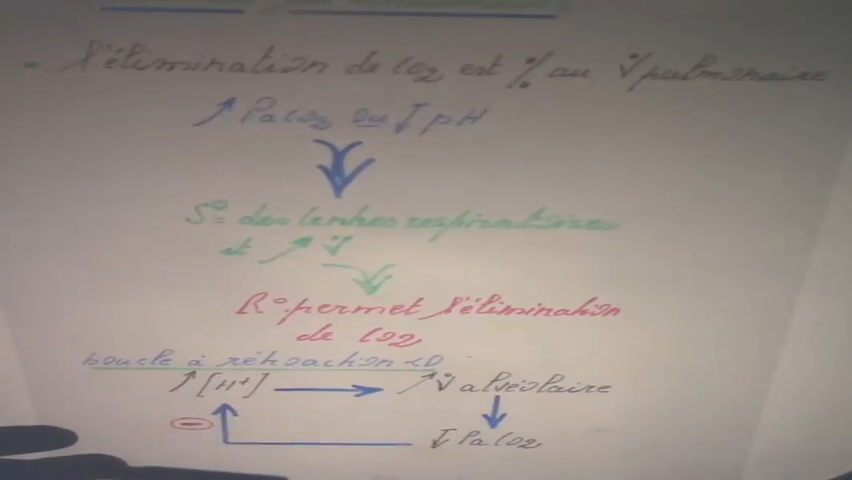 - l'élimination de CO2 est % au V̇ pulmonaire
↗ PaCO2 ou ↓ pH
S° des centres respiratoires
et ↗ V̇
R° permet l'élimination
de CO2
boucle à rétroaction <0
↗ [H+] → ↗ V̇ alvéolaire
⊖ ↓ PaCO2